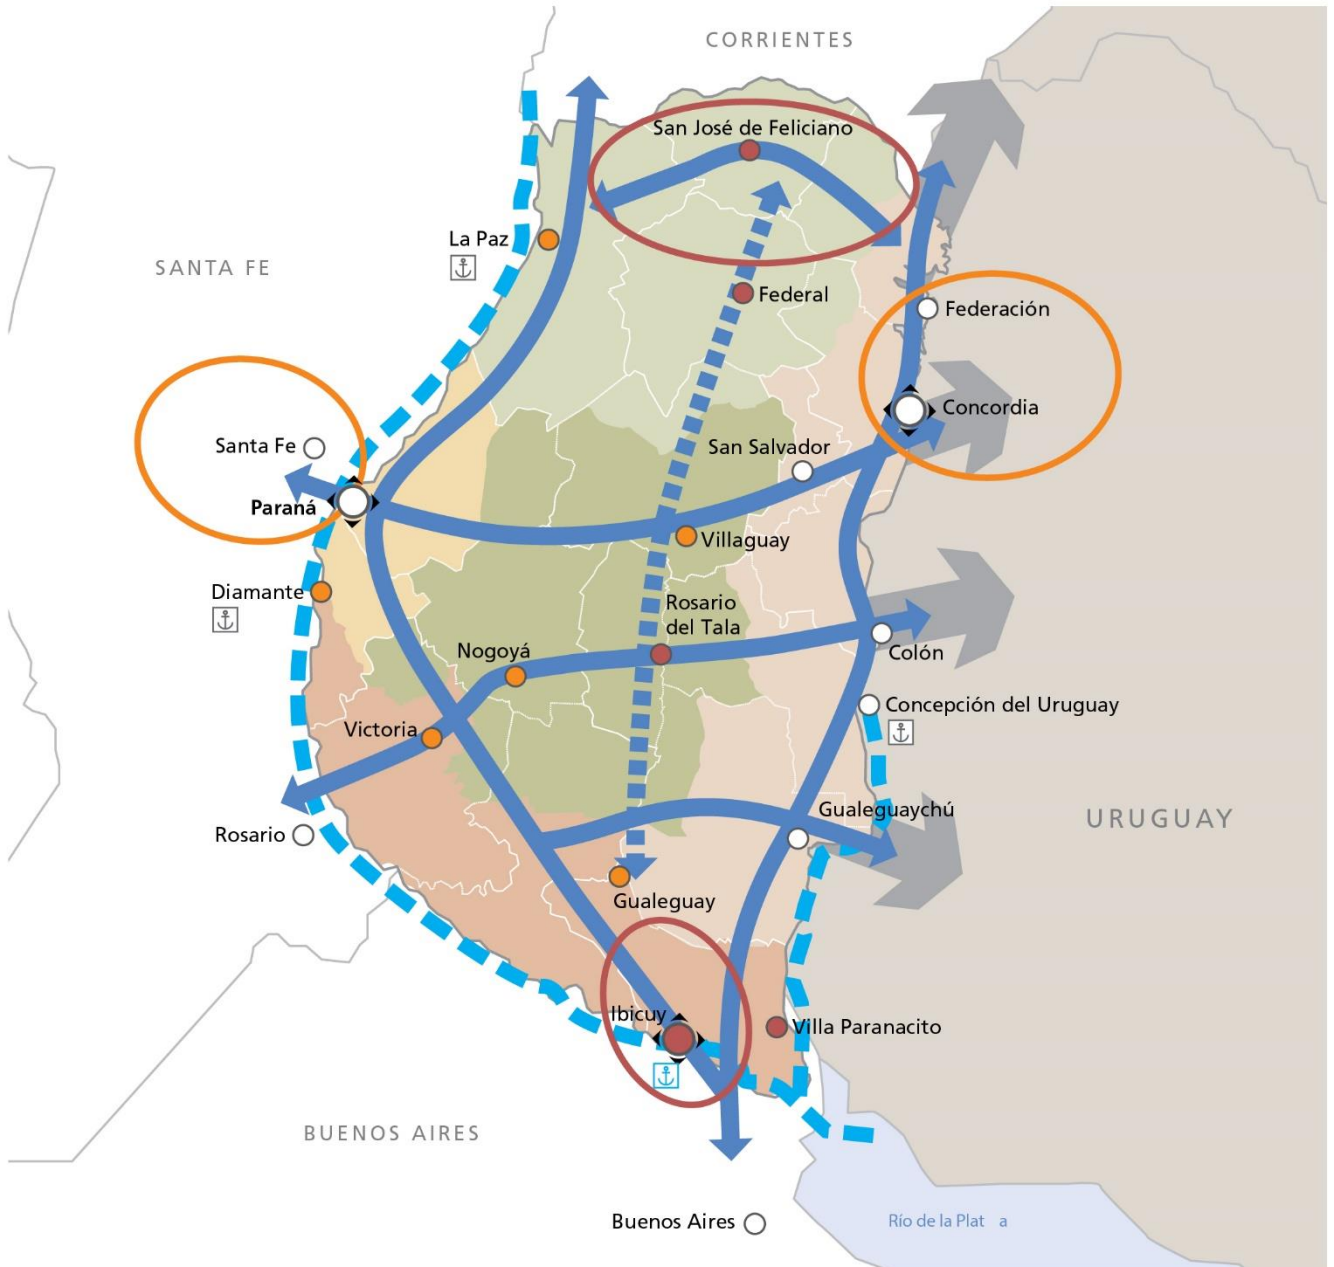 CORRIENTES
San José de Feliciano
La Paz
SANTA FE
Federal
Federación
Concordia
Santa Fe
San Salvador
Paraná
Villaguay
Diamante
Rosario
del Tala
Nogoyá
Colón
Concepción del Uruguay
Victoria
Gualeguaychú
URUGUAY
Rosario
Gualeguay
Ibicuy
Villa Paranacito
BUENOS AIRES
Buenos Aires
Río de la Plat a